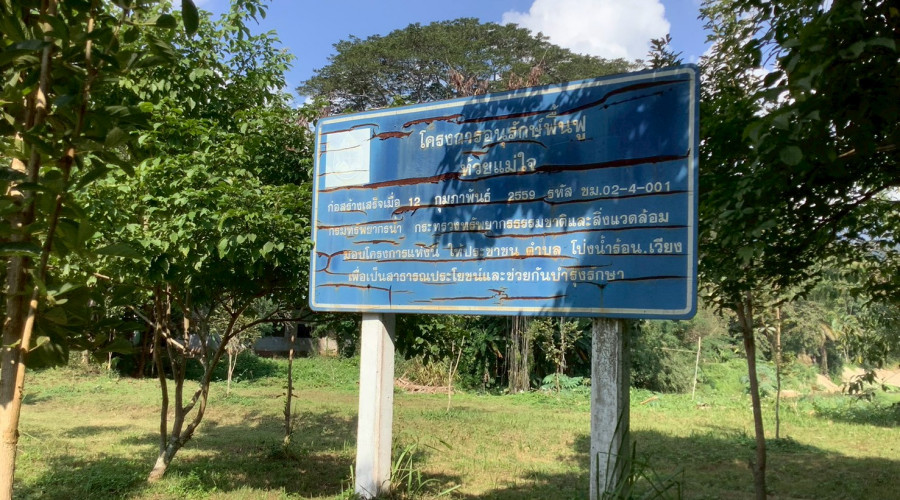 โครงการอนุรักษ์ฟื้นฟู
ห้วยแม่ใจ
ก่อสร้างเสร็จเมื่อ 12 กุมภาพันธ์ 2559 รหัส ชม.02-4-001
กรมทรัพยากรน้ำ กระทรวงทรัพยากรธรรมชาติและสิ่งแวดล้อม
มอบโครงการแห่งนี้ ให้ประชาชน ตำบล โป่งน้ำร้อน,เวียง
เพื่อเป็นสาธารณประโยชน์และช่วยกันบำรุงรักษา